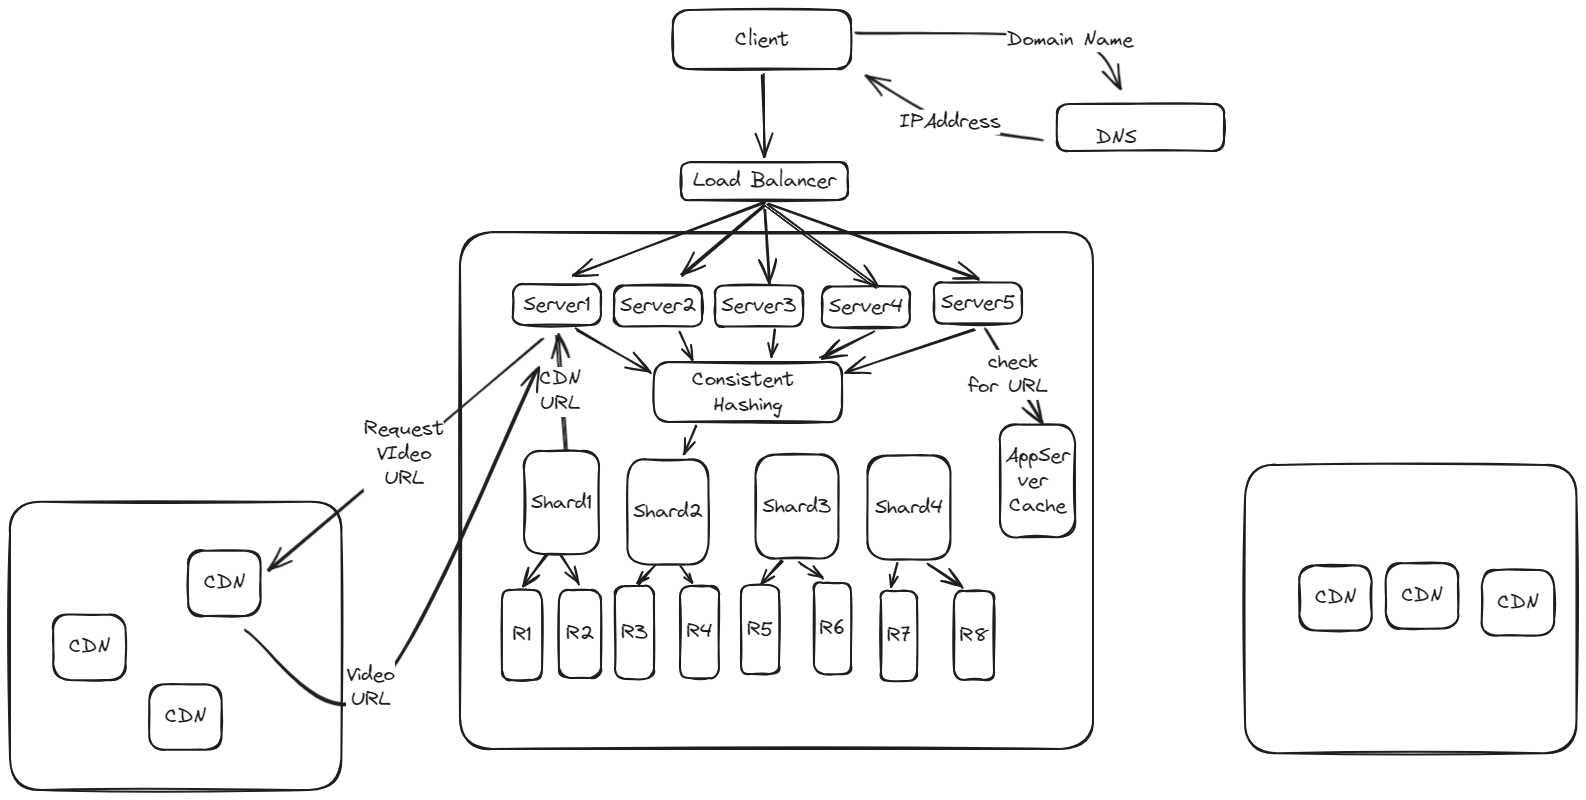 Client
Domain Name
IPAddress
DNS
Load Balancer
Server1
Server2
Server3
Server4
Server5
CDN
URL
Consistent
Hashing
check
for URL
Request
VIdeo
URL
AppSer
ver
Cache
Shard1
Shard2
Shard3
Shard4
R1
R2
R3
R4
R5
R6
R7
R8
CDN
CDN
CDN
Video
URL
CDN
CDN
CDN